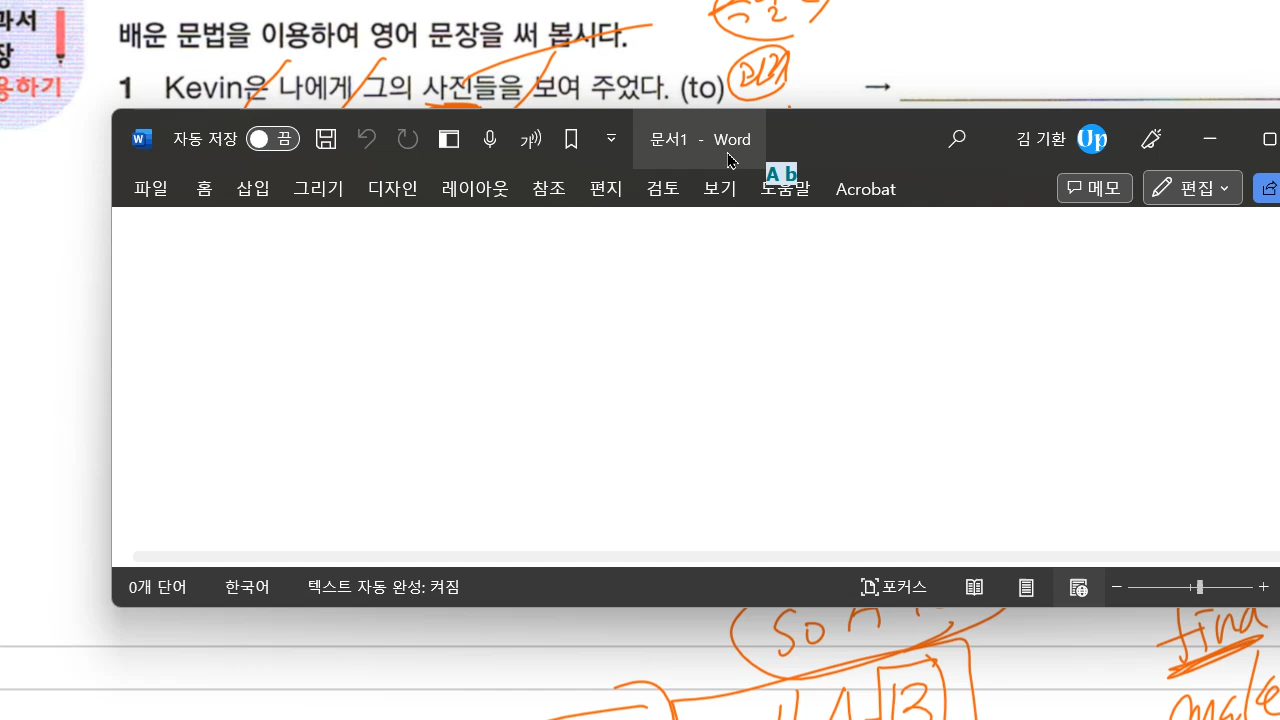 과서
장
용하기
배운 문법을 이용하여 영어 문장을 써 봅시다.
1 Kevin은 나에게 그의 사진들을 보여 주었다. (to) →
자동 저장 끔 가)) 문서1 - Word 김 기환 Up
A b
파일 홈 삽입 그리기 디자인 레이아웃 참조 편지 검토 보기 도움말 Acrobat 메모 편집
0개 단어 한국어 텍스트 자동 완성: 켜짐 포커스
so find
make